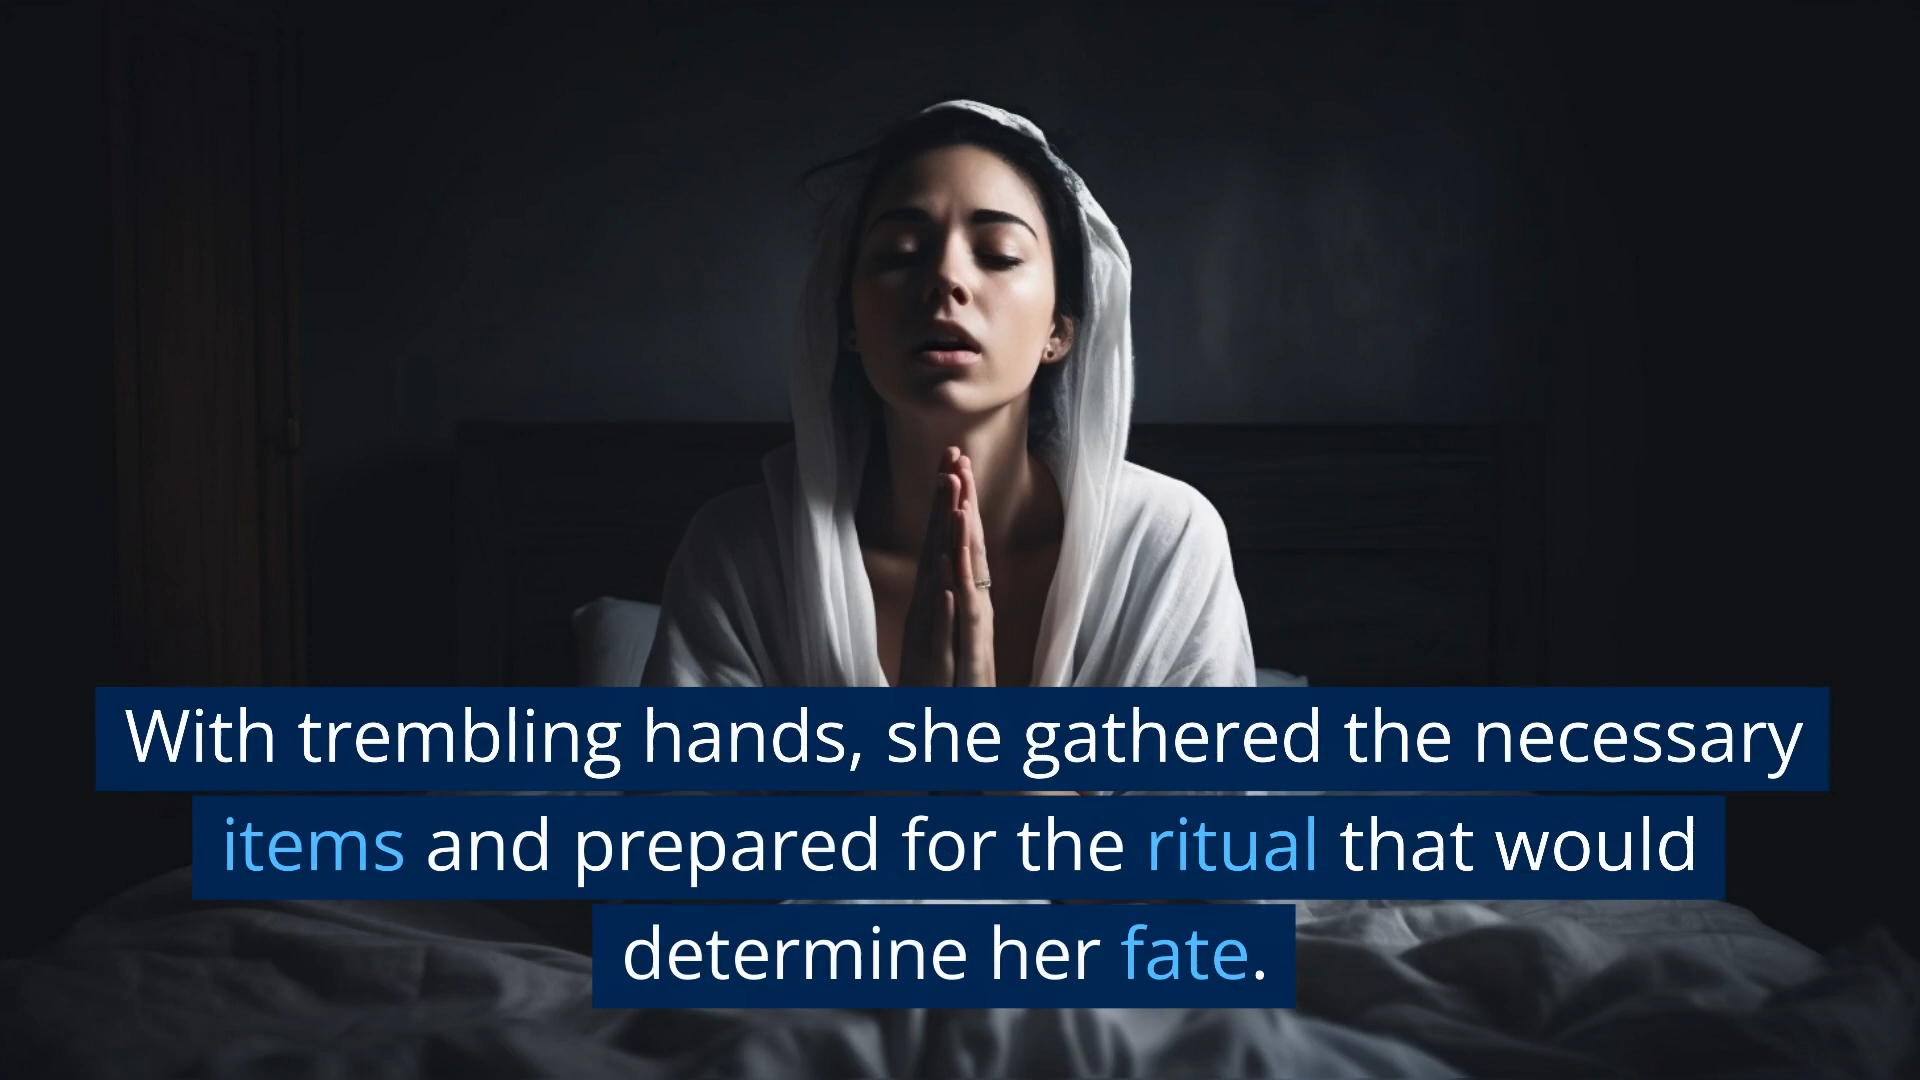 With trembling hands, she gathered the necessary
items and prepared for the ritual that would
determine her fate.